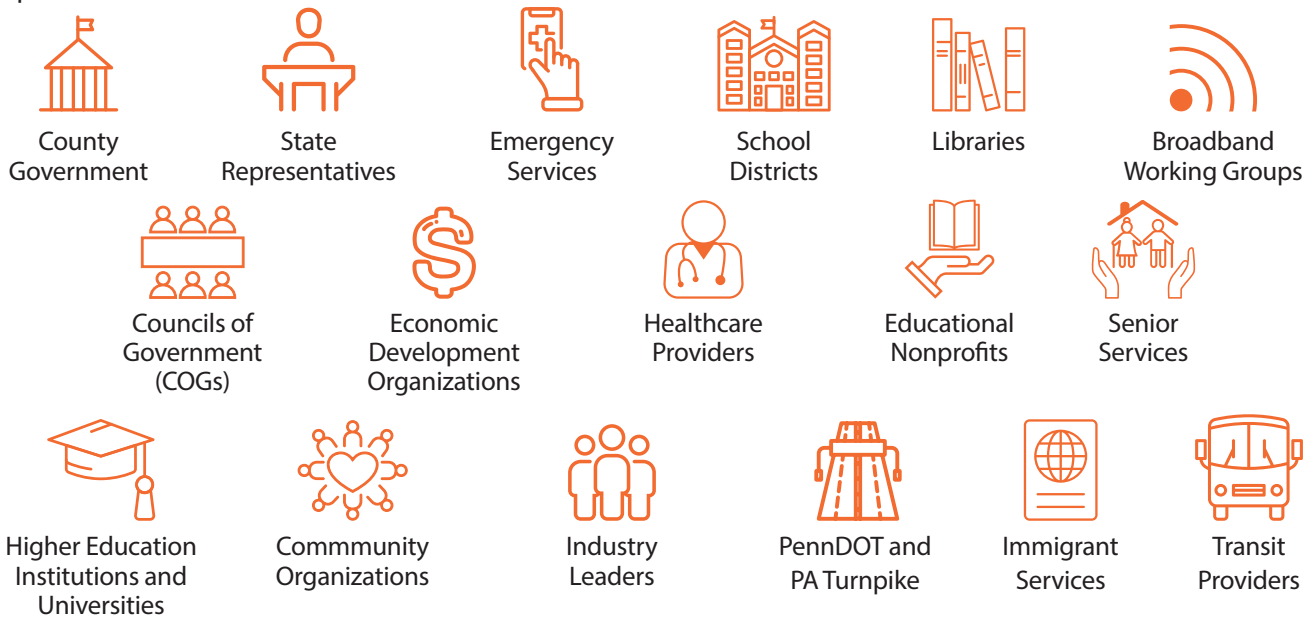 County
Government
State
Representatives
Emergency
Services
School
Districts
Libraries
Broadband
Working Groups
Councils of
Government
(COGs)
Economic
Development
Organizations
Healthcare
Providers
Educational
Nonprofits
Senior
Services
Higher Education
Institutions and
Universities
Commmunity
Organizations
Industry
Leaders
PennDOT and
PA Turnpike
Immigrant
Services
Transit
Providers